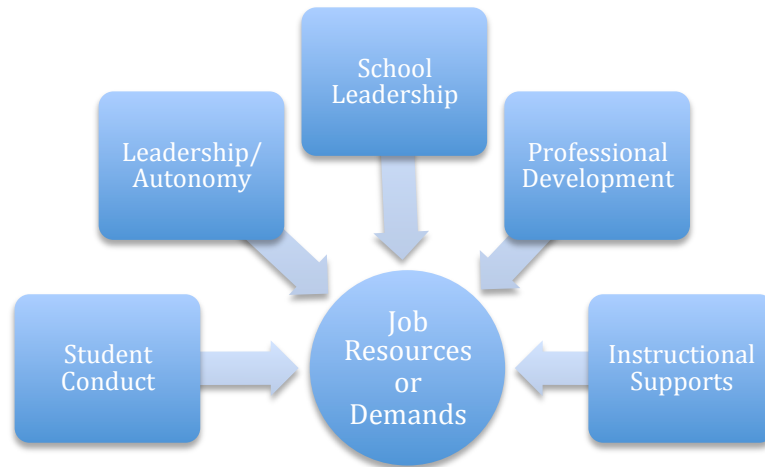 School
Leadership
Leadership/
Autonomy
Professional
Development
Student
Conduct
Job
Resources
or
Demands
Instructional
Supports